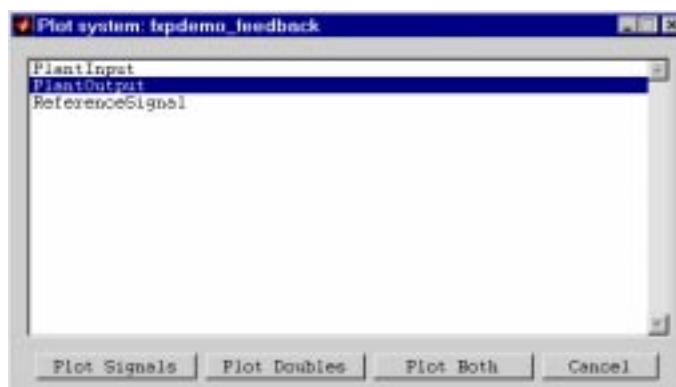 Plot system: fxpdemo_feedback
PlantInput
PlantOutput
ReferenceSignal
Plot Signals
Plot Doubles
Plot Both
Cancel